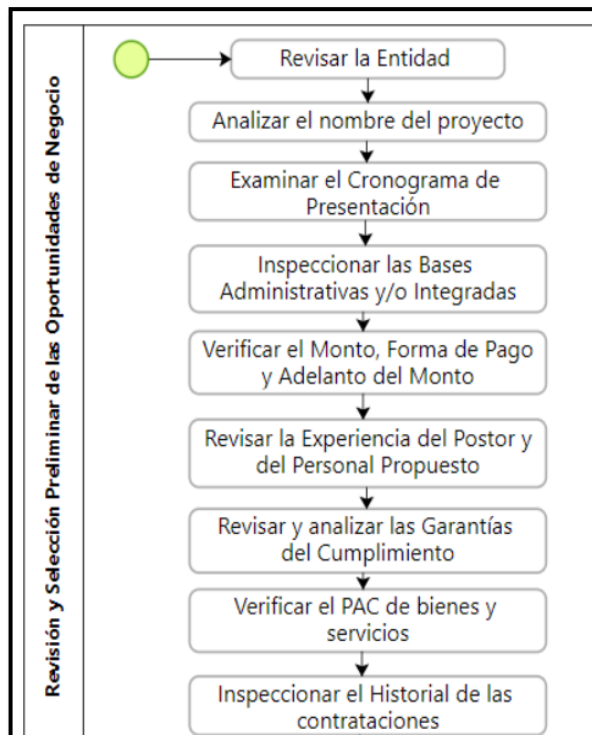 Revisión y Selección Preliminar de las Oportunidades de Negocio
Revisar la Entidad
Analizar el nombre del proyecto
Examinar el Cronograma de
Presentación
Inspeccionar las Bases
Administrativas y/o Integradas
Verificar el Monto, Forma de Pago
y Adelanto del Monto
Revisar la Experiencia del Postor y
del Personal Propuesto
Revisar y analizar las Garantías
del Cumplimiento
Verificar el PAC de bienes y
servicios
Inspeccionar el Historial de las
contrataciones